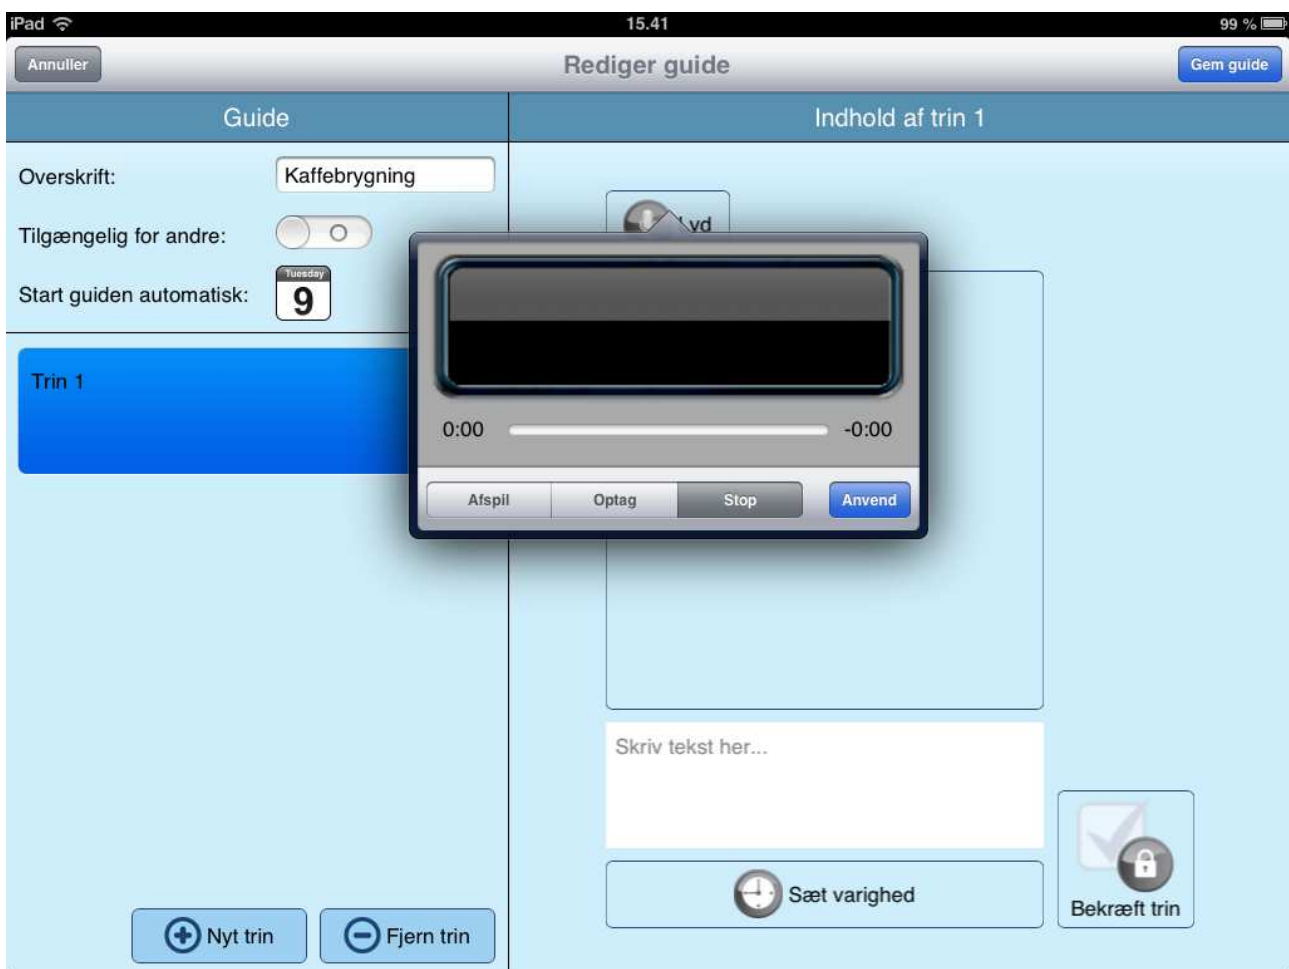 iPad 15.41 99 %
Annuller Rediger guide Gem guide
Guide Indhold af trin 1
Overskrift: Kaffebrygning
Tilgængelig for andre:
Lyd
Start guiden automatisk: Tuesday
9
Trin 1
0:00 -0:00
Afspil Optag Stop Anvend
Skriv tekst her...
Sæt varighed
Bekræft trin
Nyt trin Fjern trin